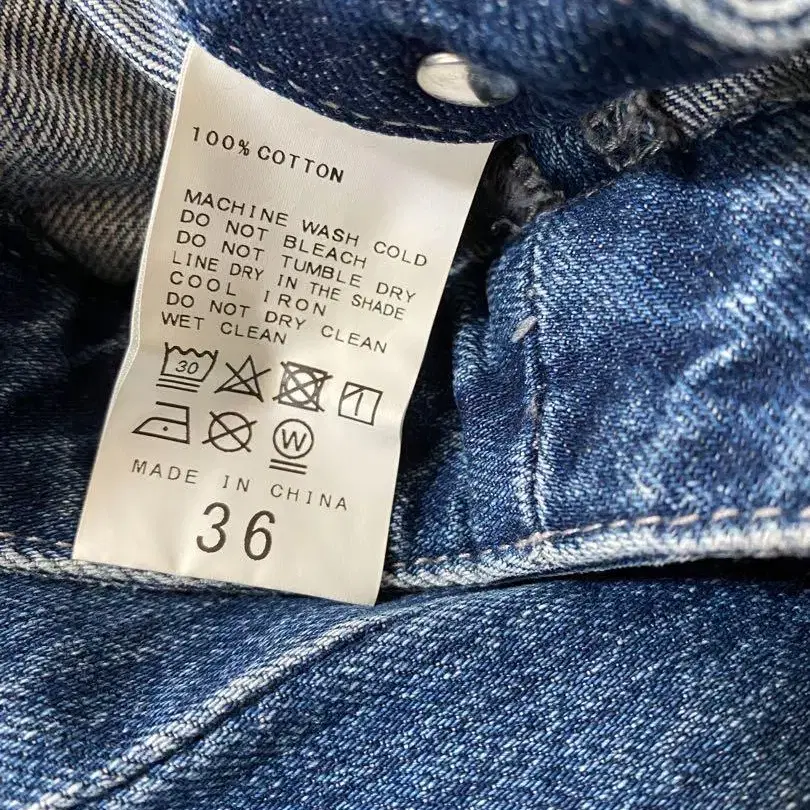 100% COTTON
MACHINE WASH COLD
DO NOT BLEACH
DO NOT TUMBLE DRY
LINE DRY IN THE SHADE
COOL IRON
DO NOT DRY CLEAN
WET CLEAN
30
W
MADE IN CHINA
36